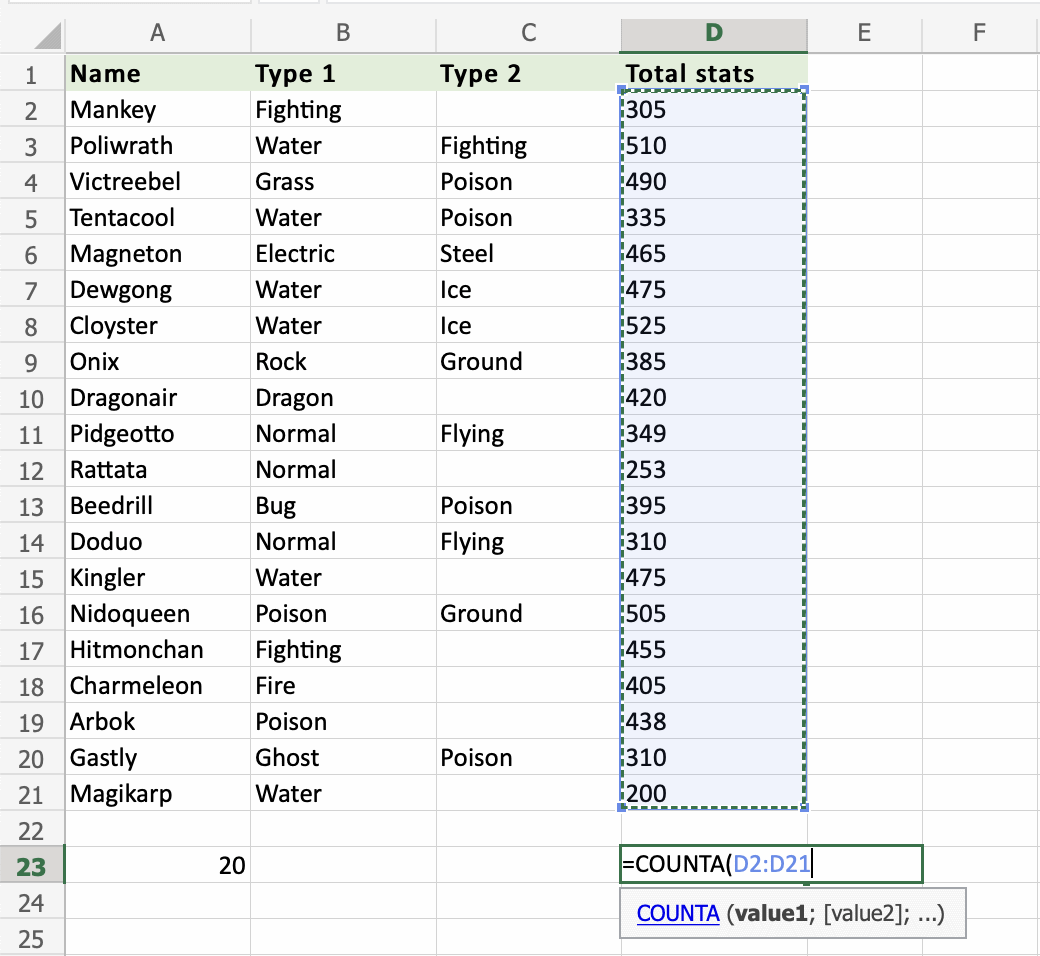 A B C D E F
1 Name Type 1 Type 2 Total stats
2 Mankey Fighting 305
3 Poliwrath Water Fighting 510
4 Victreebel Grass Poison 490
5 Tentacool Water Poison 335
6 Magneton Electric Steel 465
7 Dewgong Water Ice 475
8 Cloyster Water Ice 525
9 Onix Rock Ground 385
10 Dragonair Dragon 420
11 Pidgeotto Normal Flying 349
12 Rattata Normal 253
13 Beedrill Bug Poison 395
14 Doduo Normal Flying 310
15 Kingler Water 475
16 Nidoqueen Poison Ground 505
17 Hitmonchan Fighting 455
18 Charmeleon Fire 405
19 Arbok Poison 438
20 Gastly Ghost Poison 310
21 Magikarp Water 200
22
23 20 =COUNTA(D2:D21
24 COUNTA (value1; [value2]; ...)
25